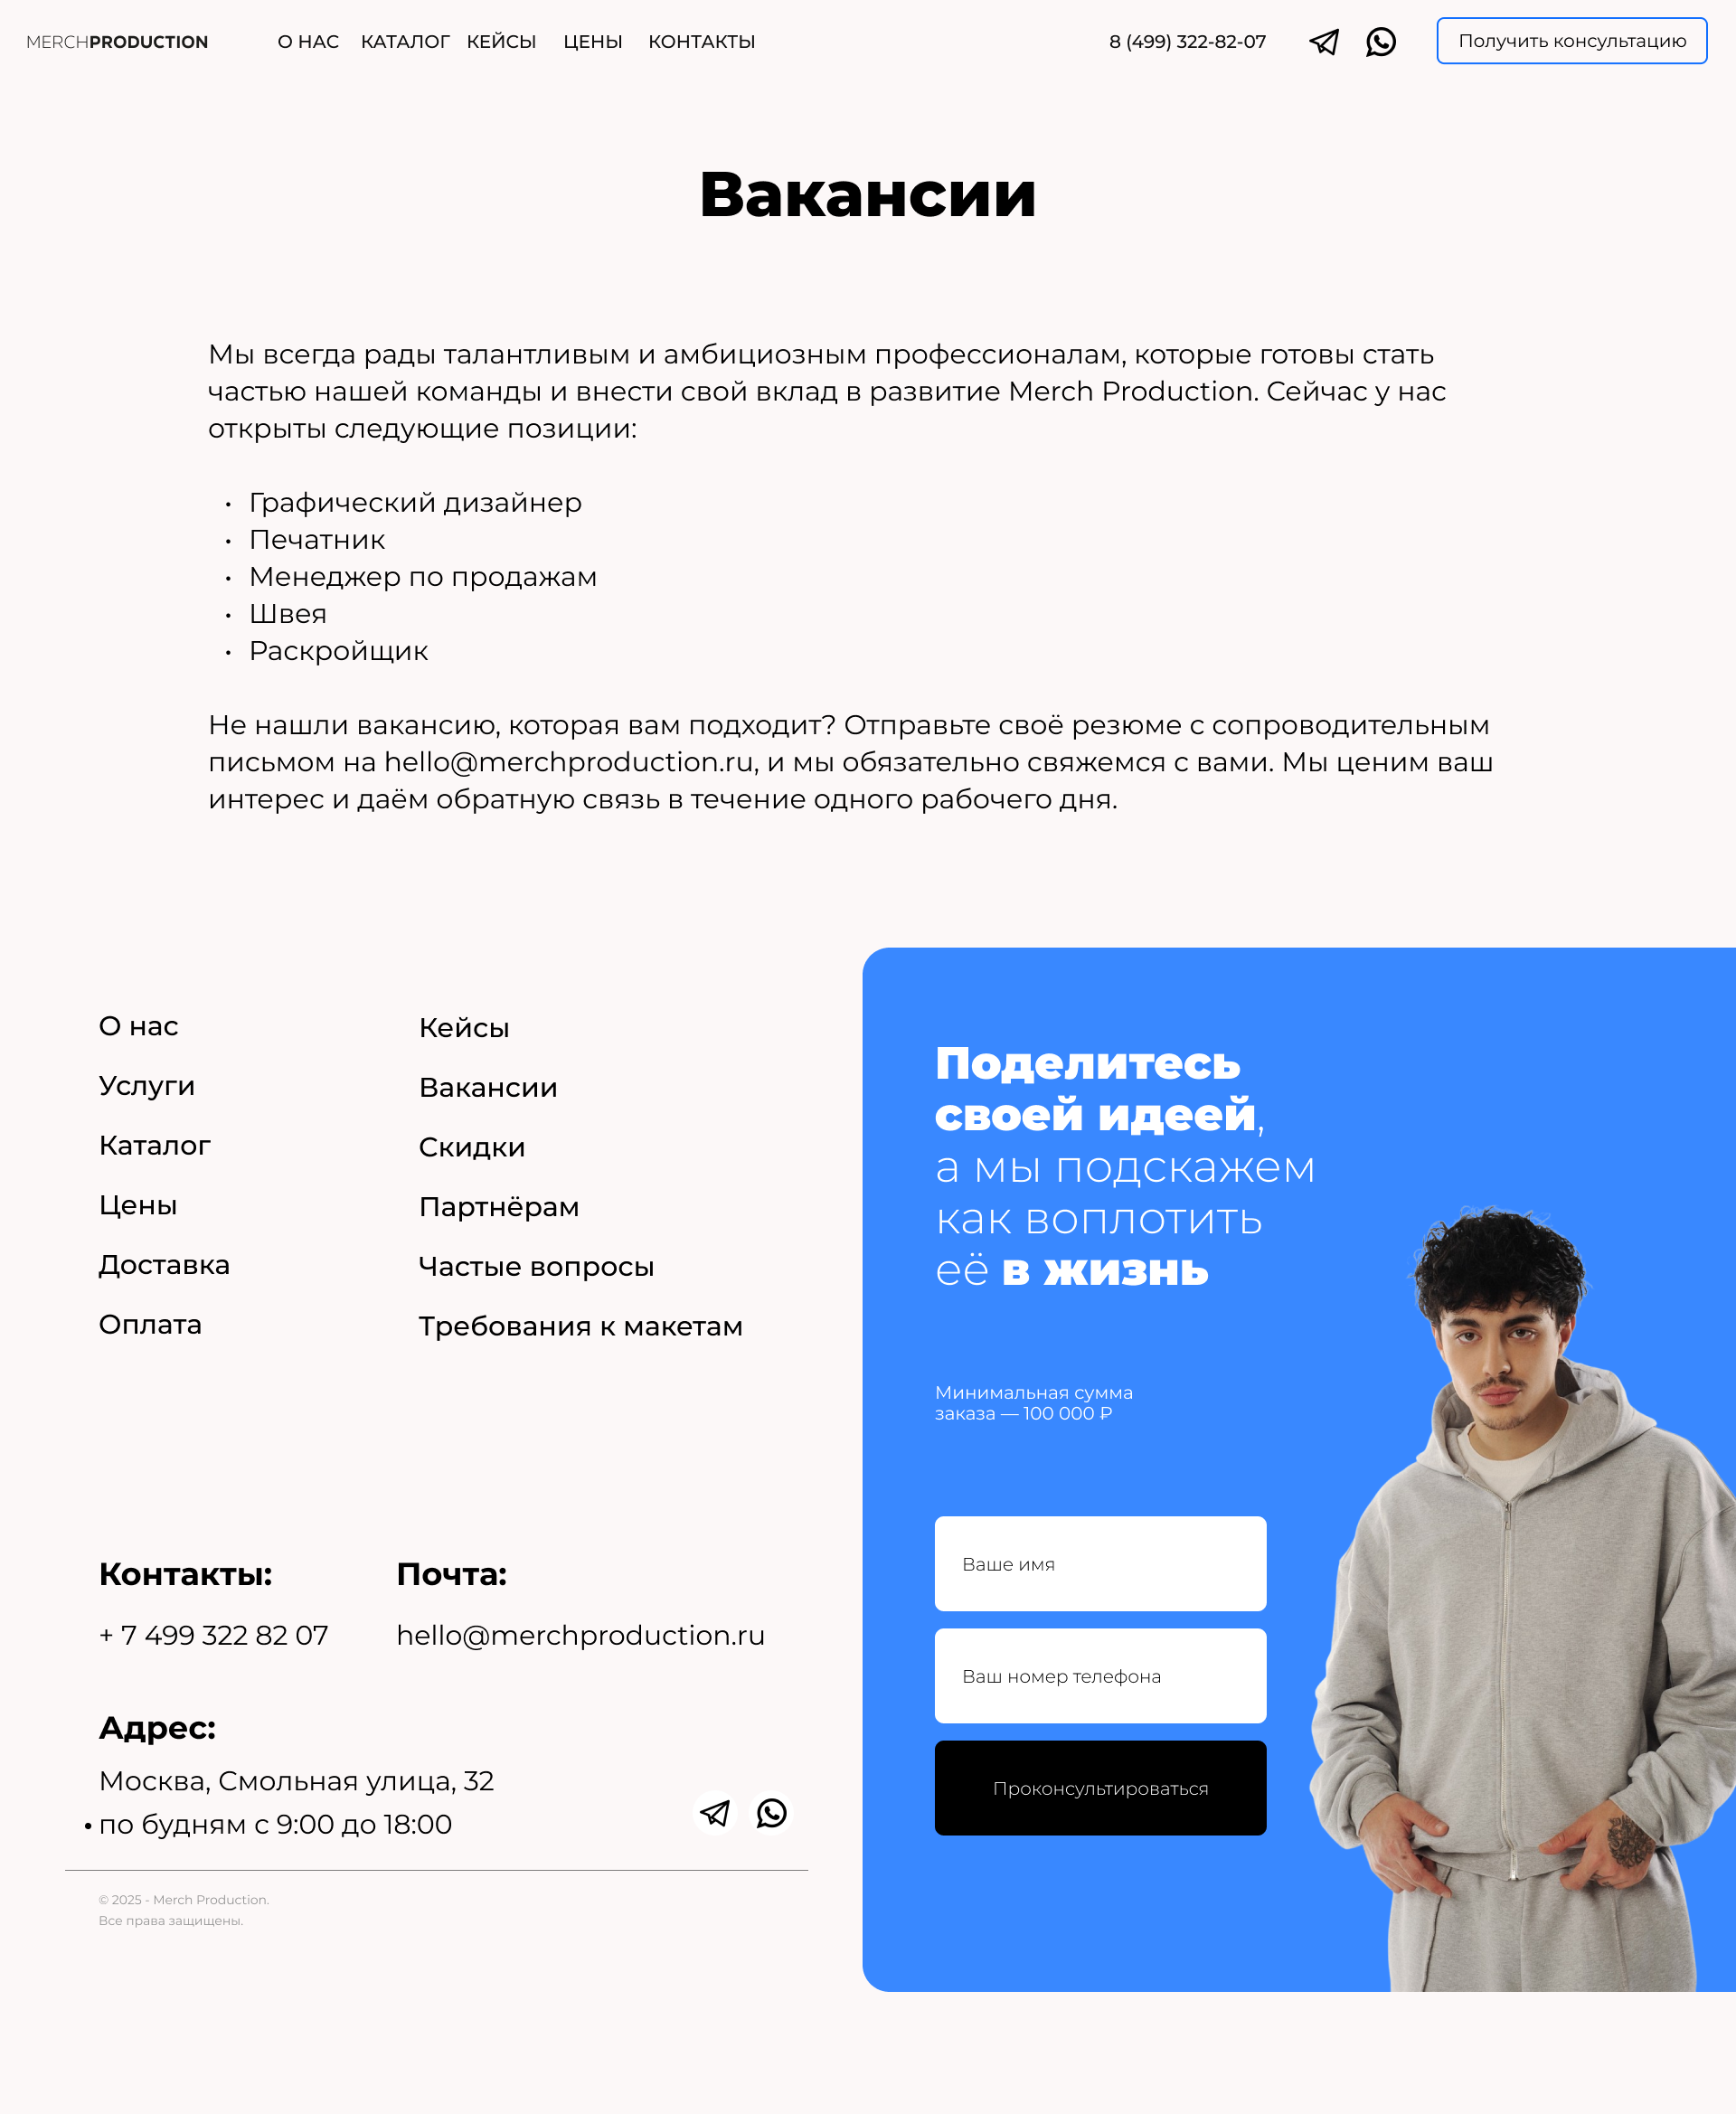 MERCHPRODUCTION
О НАС КАТАЛОГ КЕЙСЫ ЦЕНЫ КОНТАКТЫ
8 (499) 322-82-07
Получить консультацию
Вакансии
Мы всегда рады талантливым и амбициозным профессионалам, которые готовы стать
частью нашей команды и внести свой вклад в развитие Merch Production. Сейчас у нас
открыты следующие позиции:
• Графический дизайнер
• Печатник
• Менеджер по продажам
• Швея
• Раскройщик
Не нашли вакансию, которая вам подходит? Отправьте своё резюме с сопроводительным
письмом на hello@merchproduction.ru, и мы обязательно свяжемся с вами. Мы ценим ваш
интерес и даём обратную связь в течение одного рабочего дня.
О нас
Услуги
Каталог
Цены
Доставка
Оплата
Кейсы
Вакансии
Скидки
Партнёрам
Частые вопросы
Требования к макетам
Контакты:
+ 7 499 322 82 07
Почта:
hello@merchproduction.ru
Адрес:
Москва, Смольная улица, 32
• по будням с 9:00 до 18:00
© 2025 - Merch Production.
Все права защищены.
Поделитесь
своей идеей,
а мы подскажем
как воплотить
её в жизнь
Минимальная сумма
заказа — 100 000 ₽
Ваше имя
Ваш номер телефона
Проконсультироваться